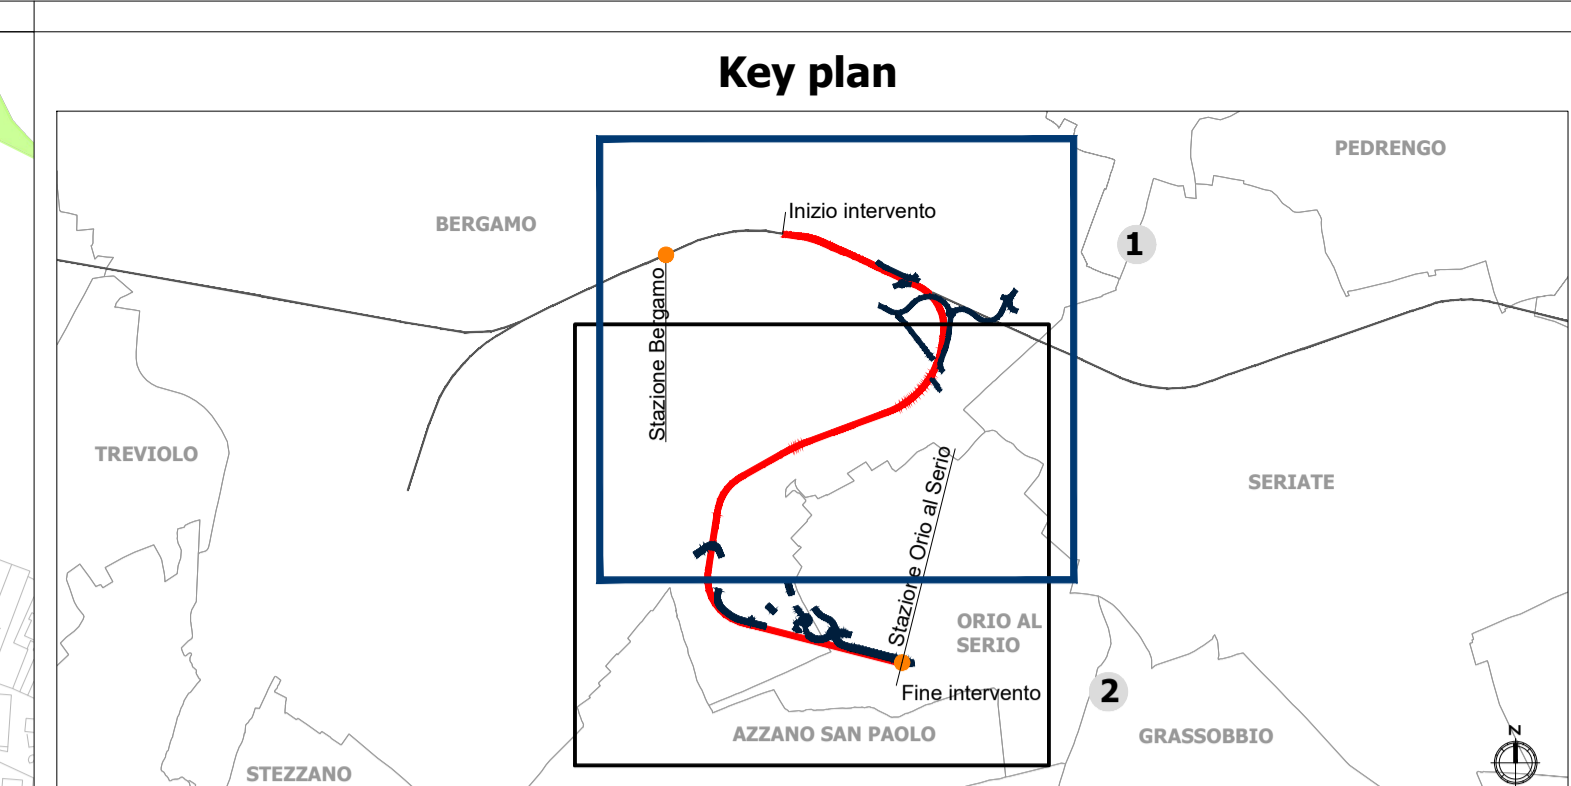 Key plan
PEDRENGO
Inizio intervento
BERGAMO
1
Stazione Bergamo
TREVIOLO
SERIATE
Stazione Orio al Serio
ORIO AL
SERIO
Fine intervento
2
AZZANO SAN PAOLO
GRASSOBBIO
N
STEZZANO